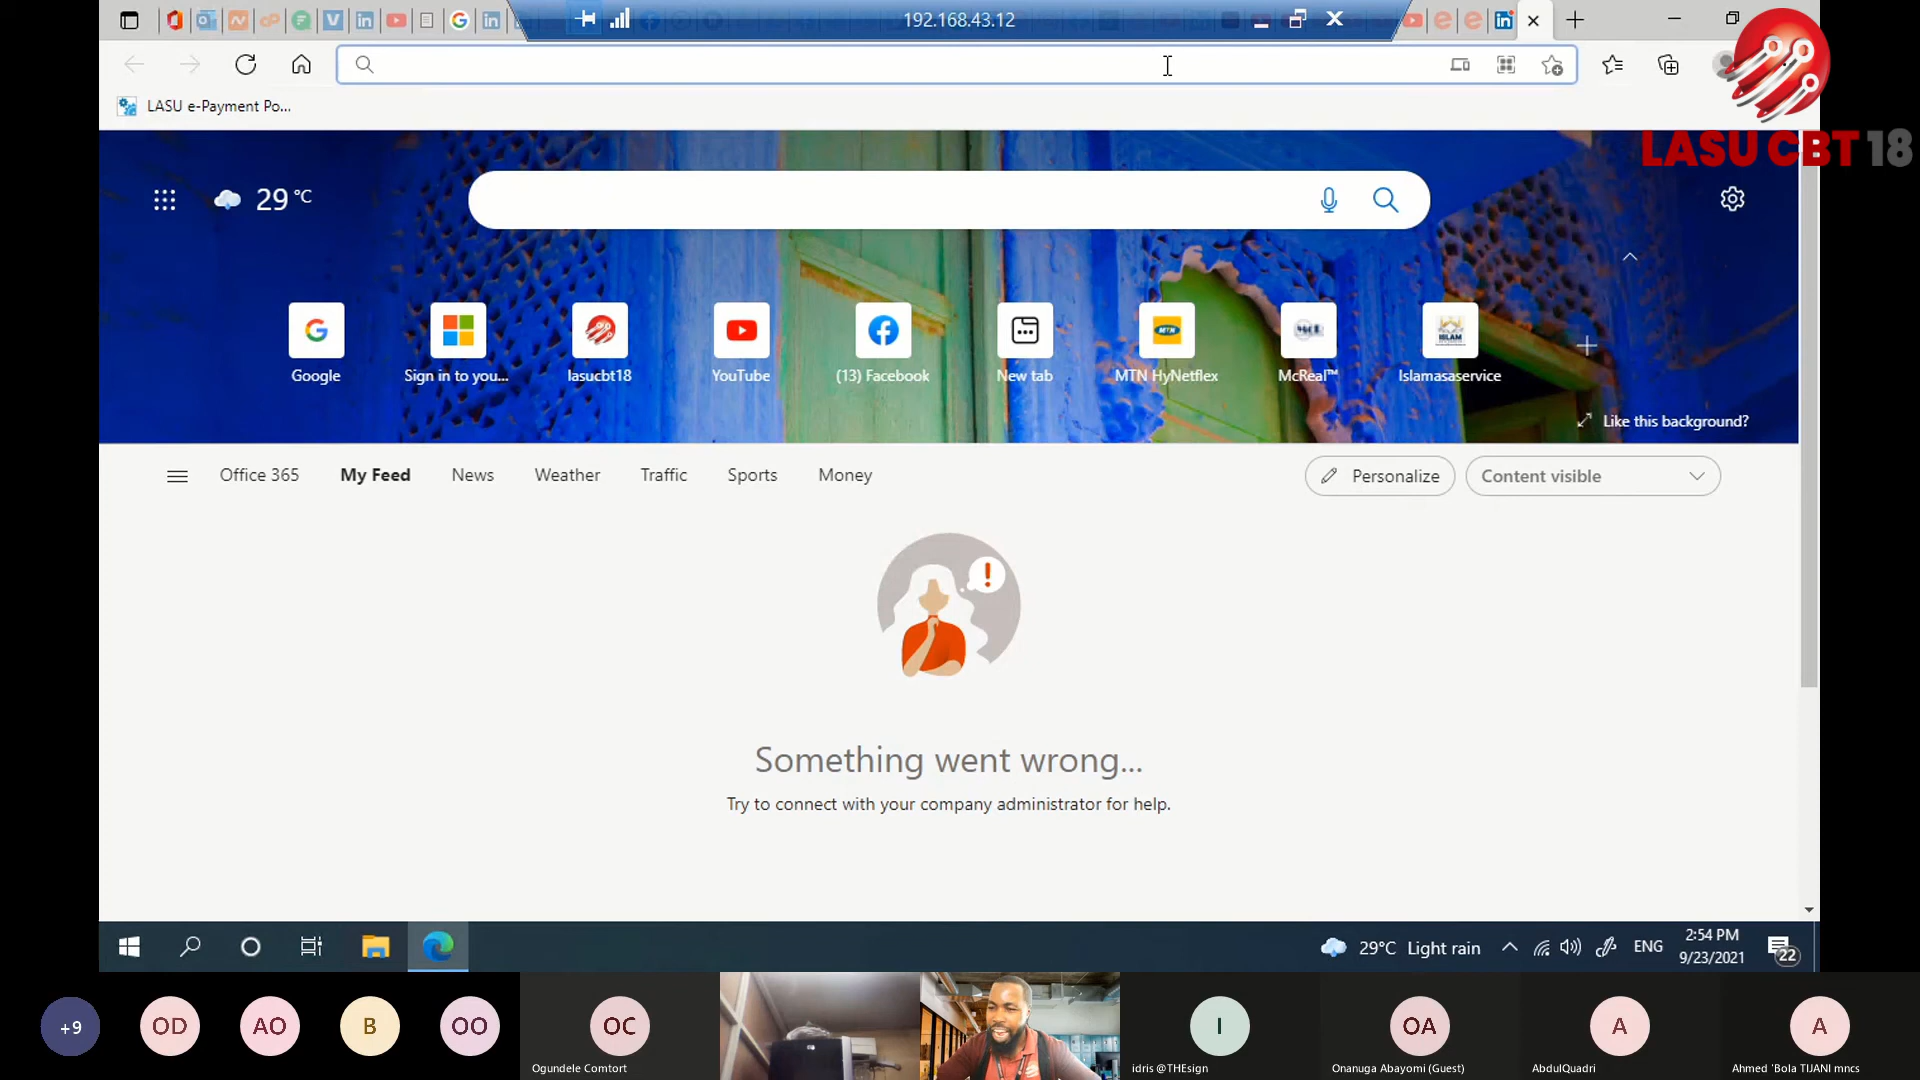 192.168.43.12
LASU e-Payment Po...
LASU CBT 18
29 °C
Google
Sign in to you...
lasucbt18
YouTube
(13) Facebook
New tab
MTN HyNetflex
McReal™
Islamasaservice
Like this background?
Office 365
My Feed
News
Weather
Traffic
Sports
Money
Personalize
Content visible
Something went wrong...
Try to connect with your company administrator for help.
29°C Light rain
ENG
2:54 PM
9/23/2021
22
+9
OD
AO
B
OO
OC
I
OA
A
A
Ogundele Comfort
idris @THEsign
Onanuga Abayomi (Guest)
AbdulQuadri
Ahmed 'Bola TIJANI mncs